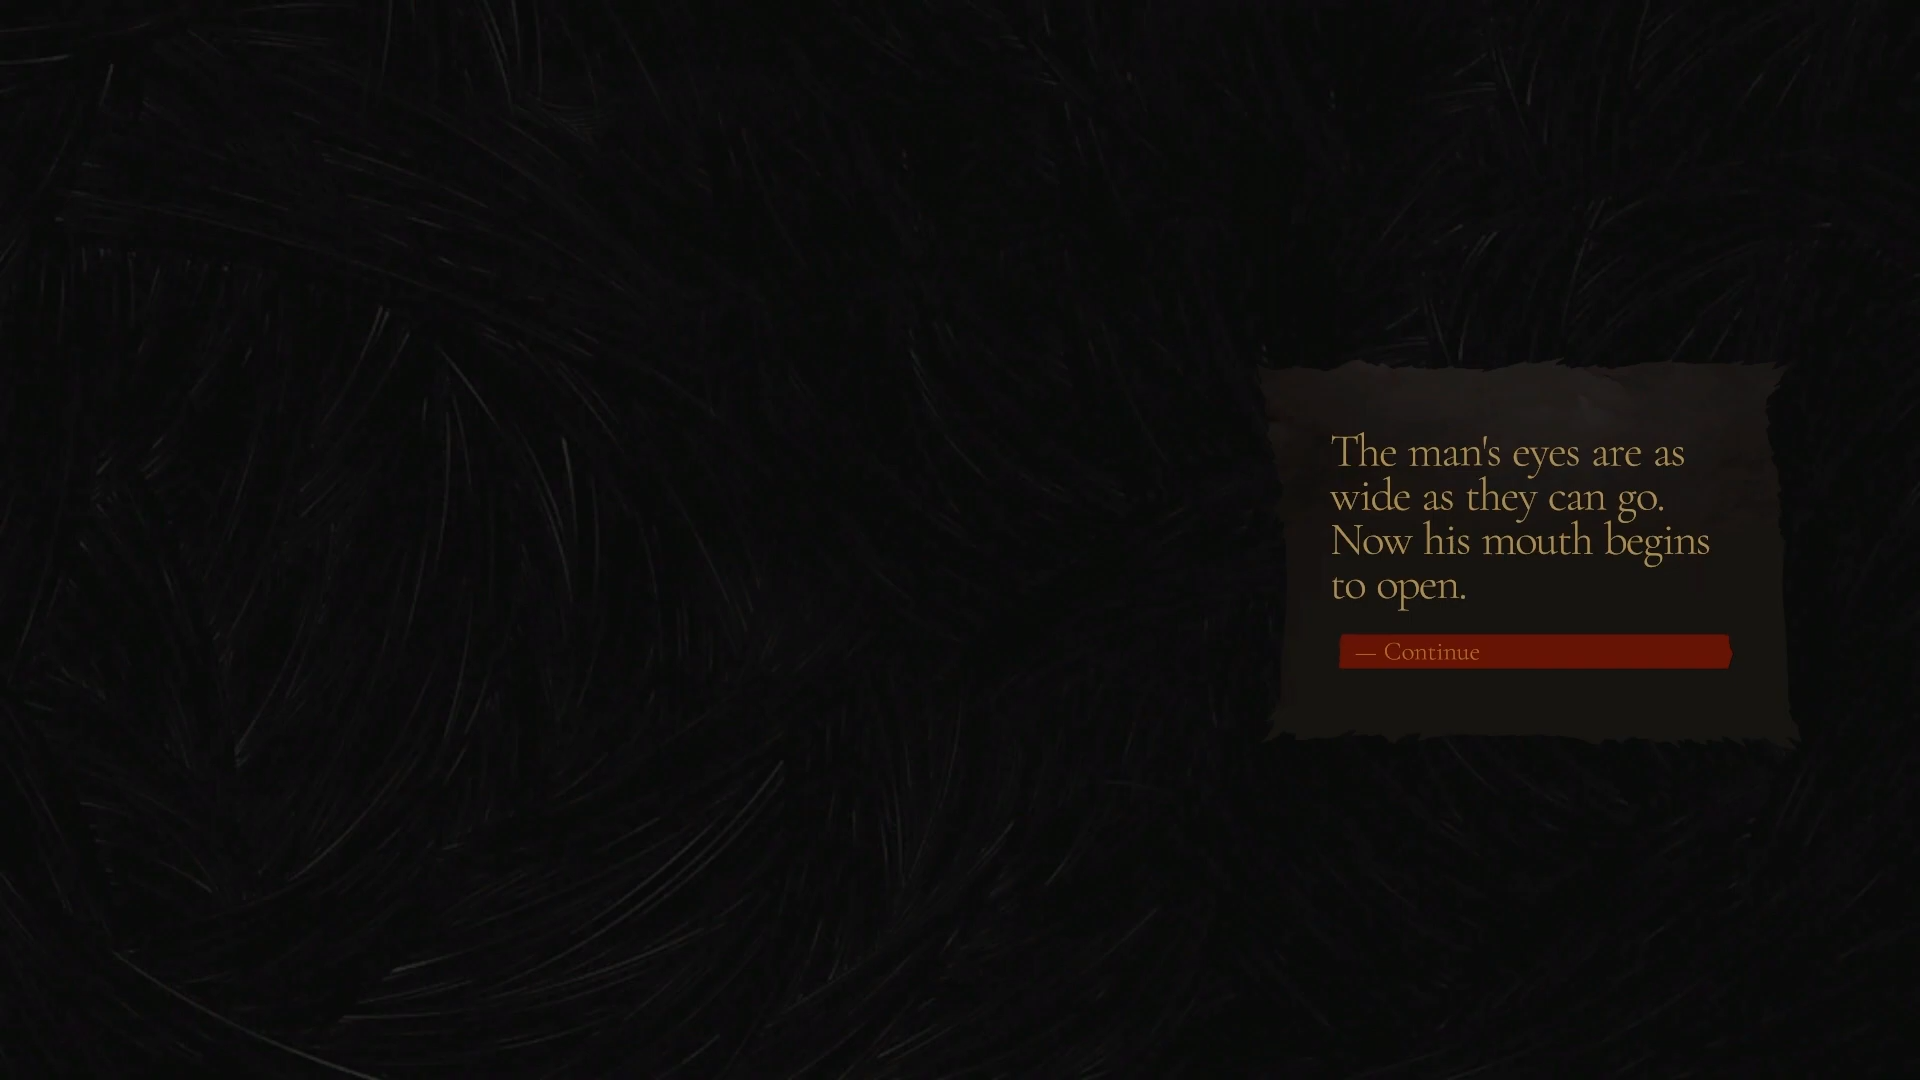 The man's eyes are as
wide as they can go.
Now his mouth begins
to open.
— Continue